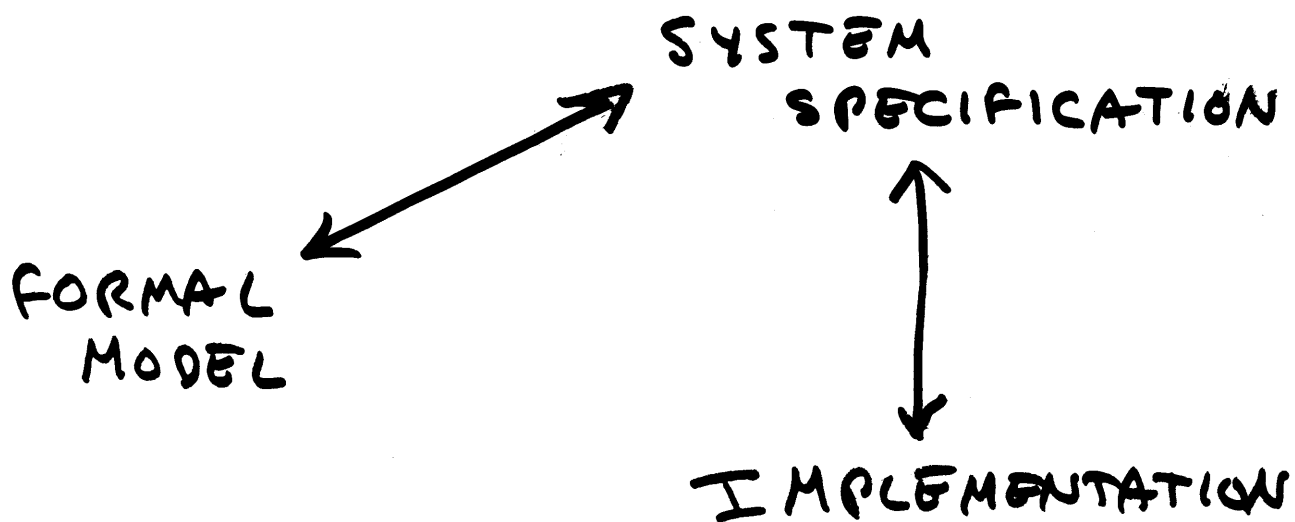 SYSTEM
SPECIFICATION
FORMAL
MODEL
IMPLEMENTATION